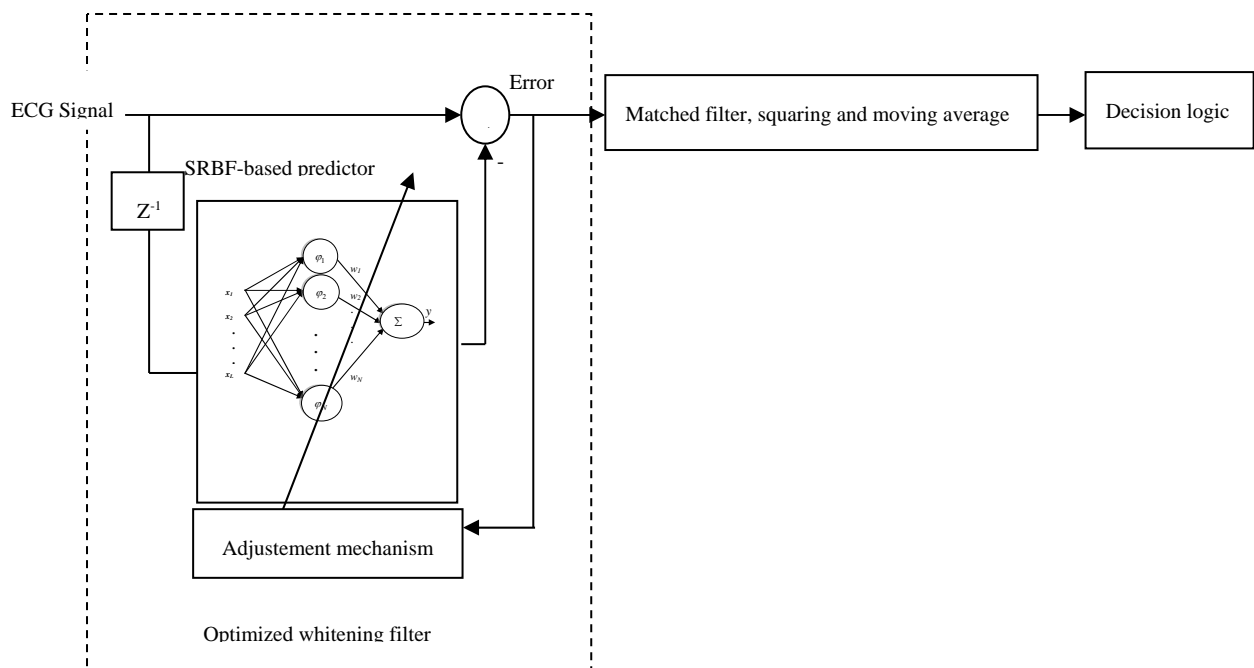 Error
ECG Signal
Matched filter, squaring and moving average
Decision logic
-
SRBF-based predictor
Z-1
φ1
w1
x1
φ2
w2
x2
Σ
y
xL
wN
φN
Adjustement mechanism
Optimized whitening filter